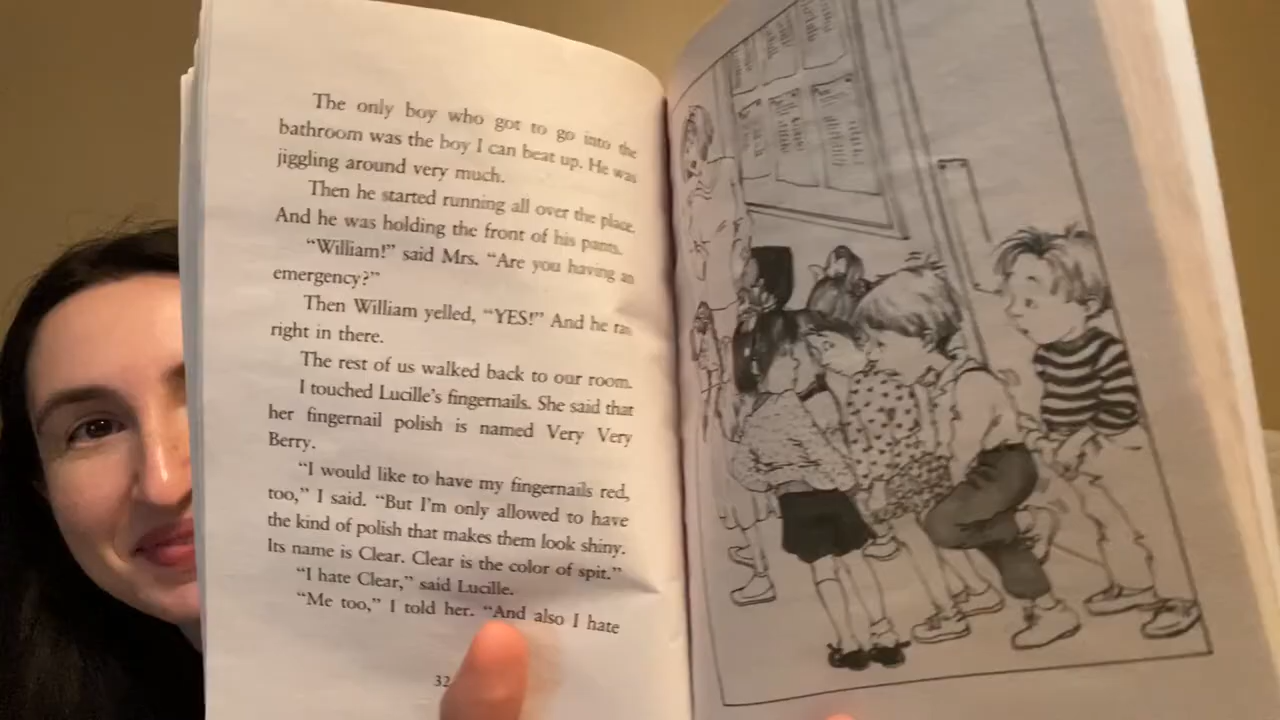 The only boy who got to go into the
bathroom was the boy I can beat up. He was
jiggling around very much.
Then he started running all over the place.
And he was holding the front of his pants.
“William!” said Mrs. “Are you having an
emergency?”
Then William yelled, “YES!” And he ran
right in there.
The rest of us walked back to our room.
I touched Lucille’s fingernails. She said that
her fingernail polish is named Very Very
Berry.
“I would like to have my fingernails red,
too,” I said. “But I’m only allowed to have
the kind of polish that makes them look shiny.
Its name is Clear. Clear is the color of spit.”
“I hate Clear,” said Lucille.
“Me too,” I told her. “And also I hate
32